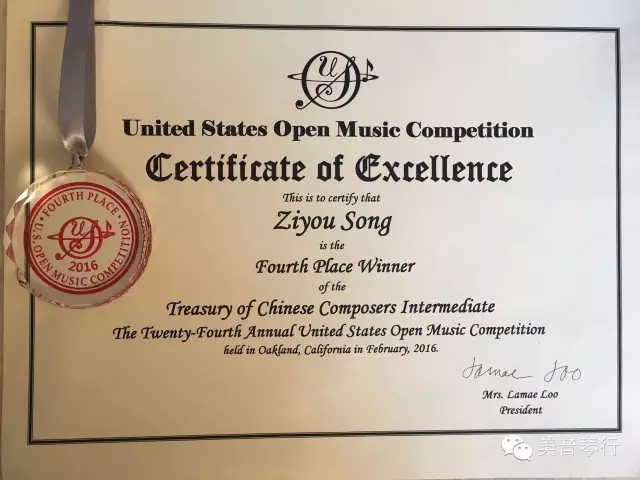 United States Open Music Competition
Certificate of Excellence
This is to certify that
Ziyou Song
is the
Fourth Place Winner
of the
Treasury of Chinese Composers Intermediate
The Twenty-Fourth Annual United States Open Music Competition
held in Oakland, California in February, 2016.
Lamae Loo
Mrs. Lamae Loo
President
FOURTH PLACE
US
2016
U.S. OPEN MUSIC COMPETITION
美音琴行